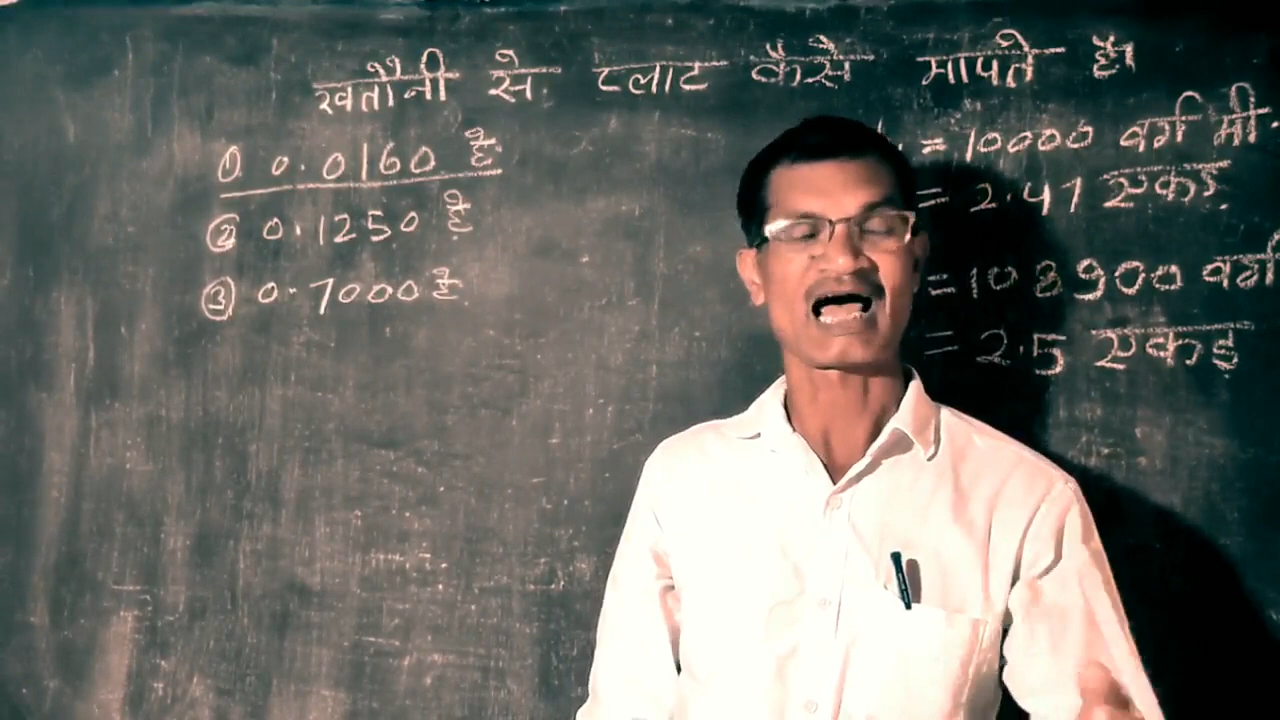 खतौनी से प्लाट कैसे मापते है।
① 0.0160 हे.
② 0.1250 हे.
③ 0.7000 हे.
= 10000 वर्ग मी.
= 2.47 एकड़
= 108900 वर्ग
= 2.5 एकड़